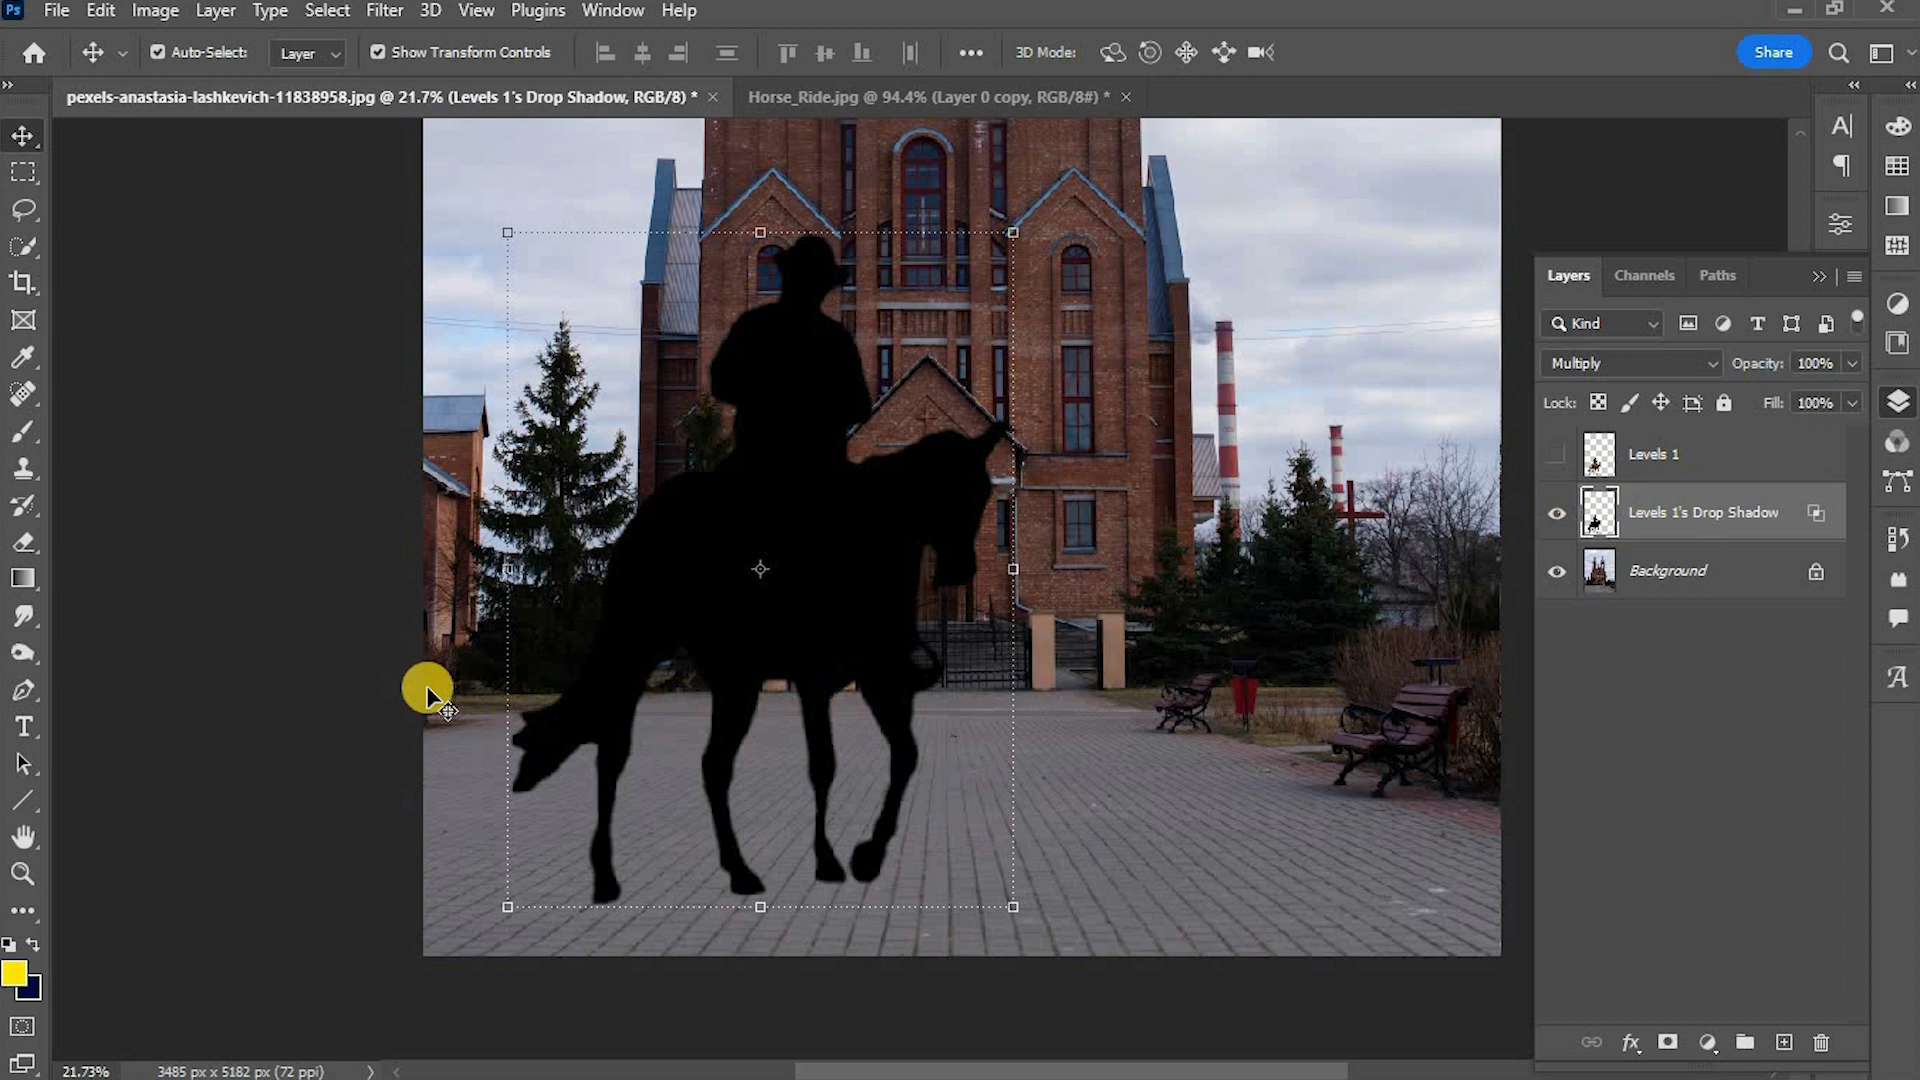 Ps File Edit Image Layer Type Select Filter 3D View Plugins Window Help
Auto-Select: Layer Show Transform Controls 3D Mode: Share
pexels-anastasia-lashkevich-11838958.jpg @ 21.7% (Levels 1's Drop Shadow, RGB/8) * Horse_Ride.jpg @ 94.4% (Layer 0 copy, RGB/8#) *
Layers Channels Paths
Kind
Multiply Opacity: 100%
Lock: Fill: 100%
Levels 1
Levels 1's Drop Shadow
Background
fx
21.73% 3485 px x 5182 px (72 ppi)